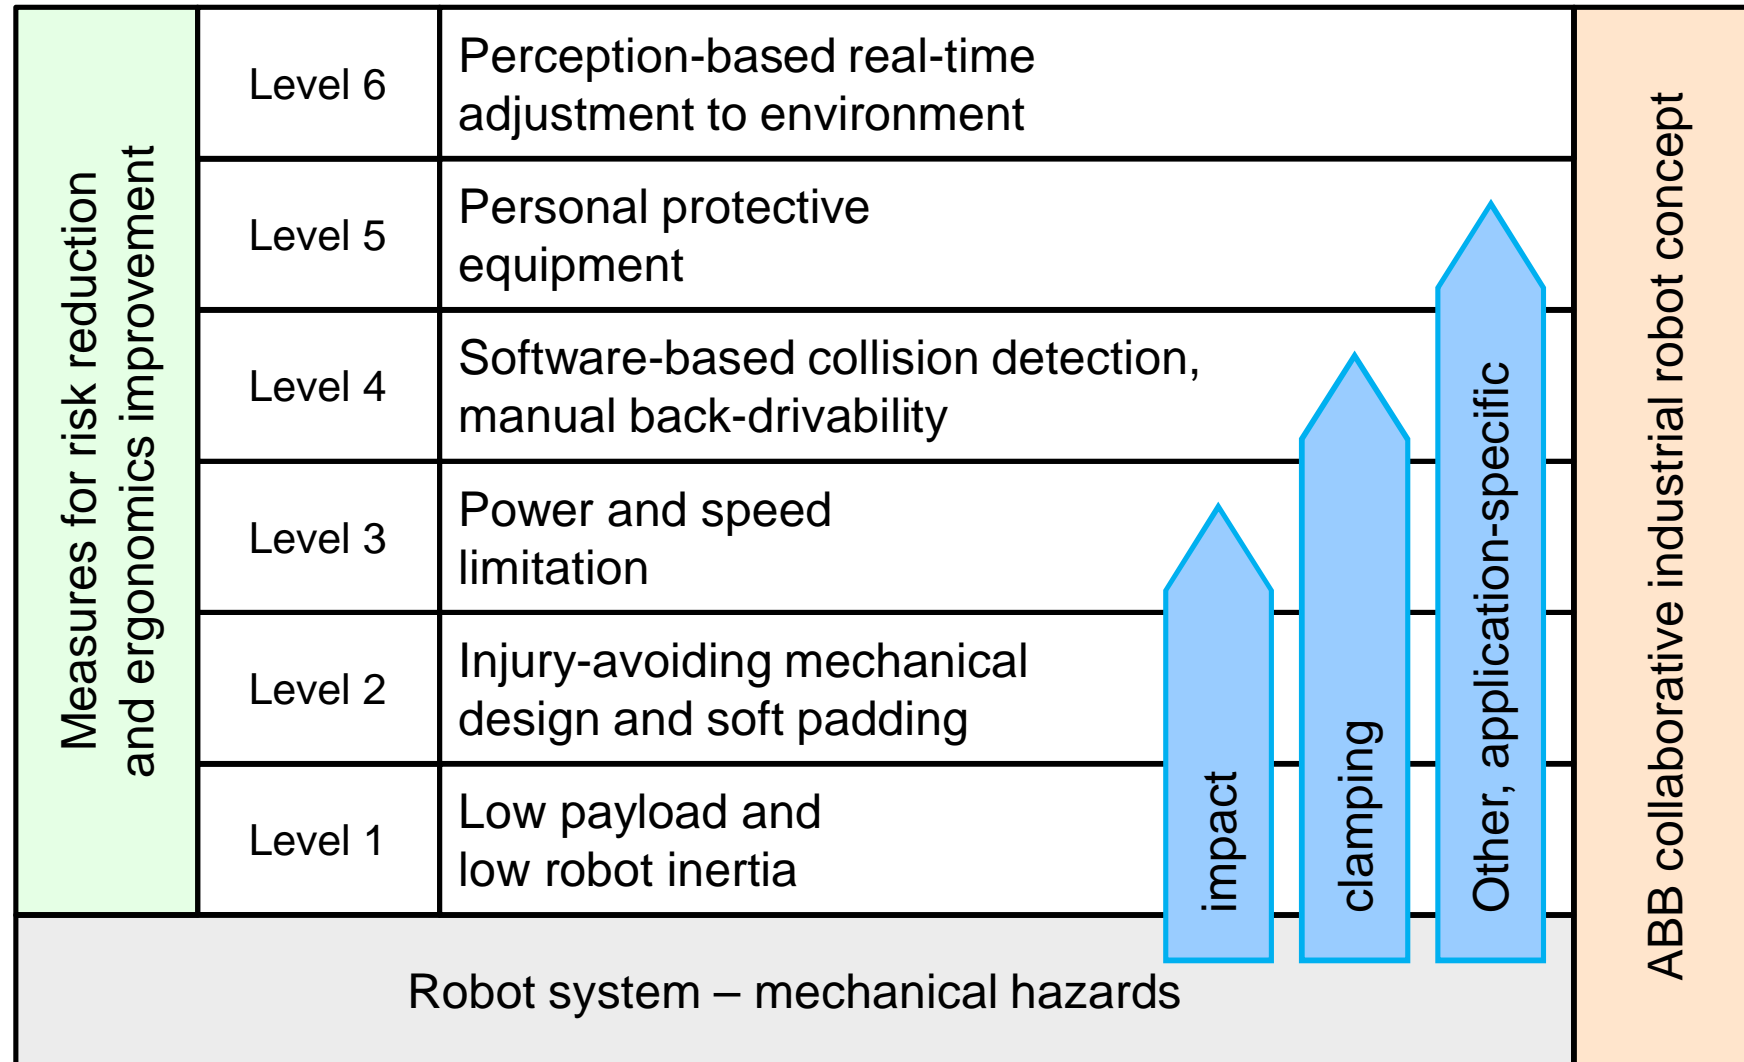 Measures for risk reduction
and ergonomics improvement
Level 6
Perception-based real-time
adjustment to environment
Level 5
Personal protective
equipment
Level 4
Software-based collision detection,
manual back-drivability
Level 3
Power and speed
limitation
Level 2
Injury-avoiding mechanical
design and soft padding
Level 1
Low payload and
low robot inertia
impact
clamping
Other, application-specific
Robot system – mechanical hazards
ABB collaborative industrial robot concept